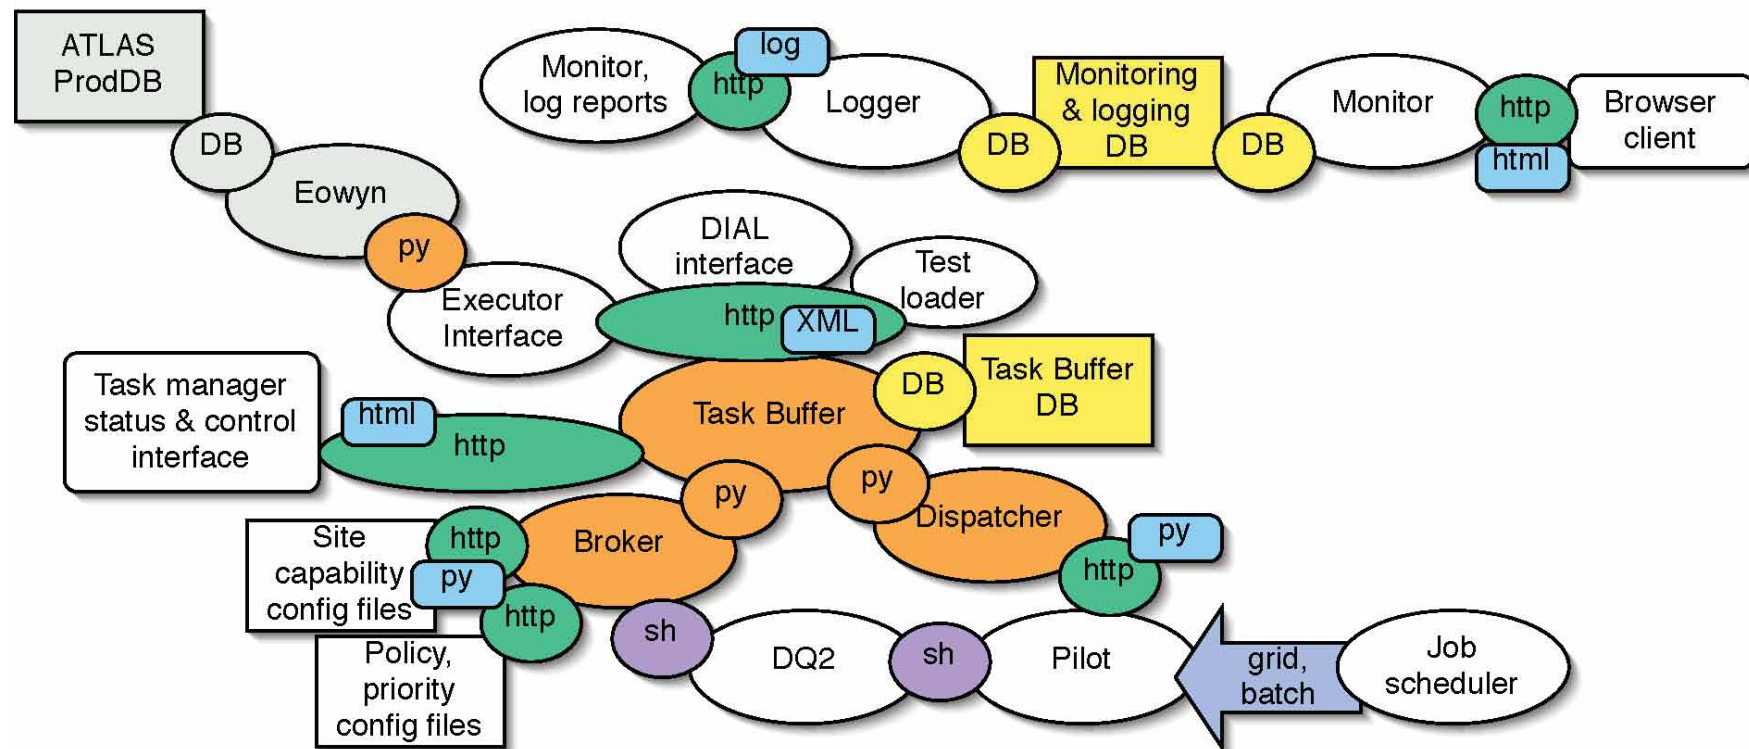 ATLAS
ProdDB
DB
Eowyn
py
Executor
Interface
Monitor,
log reports
http
log
Logger
DB
Monitoring
& logging
DB
DB
Monitor
http
html
Browser
client
DIAL
interface
Test
loader
http
XML
Task manager
status & control
interface
html
http
Task Buffer
DB
Task Buffer
DB
py
py
Site
capability
config files
http
py
http
Broker
Dispatcher
http
py
Policy,
priority
config files
sh
DQ2
sh
Pilot
grid,
batch
Job
scheduler